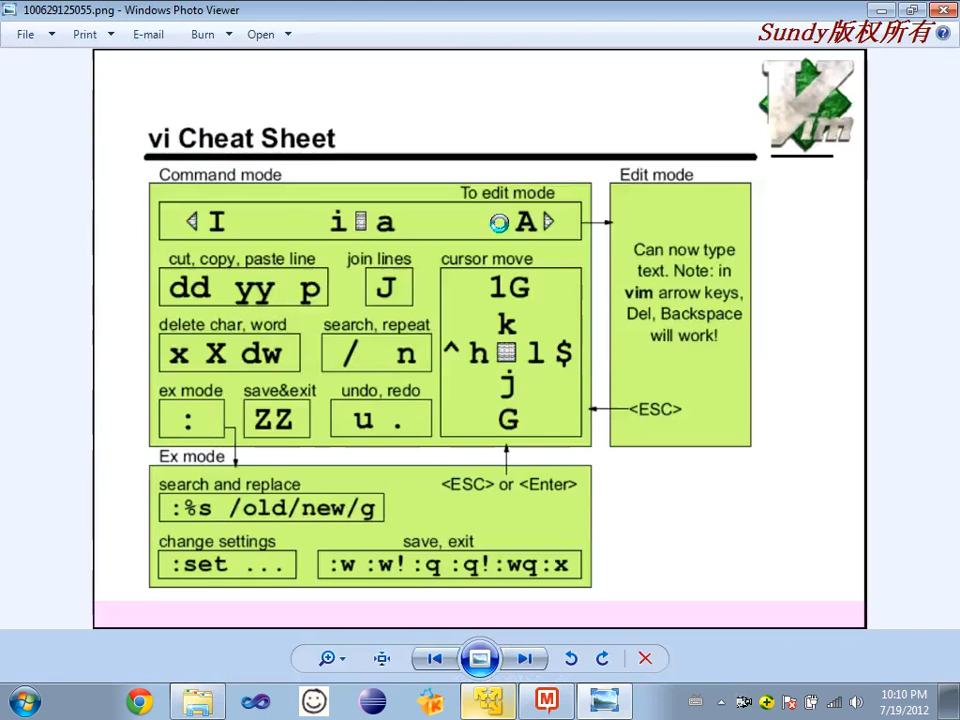 100629125055.png - Windows Photo Viewer
File Print E-mail Burn Open
Sundy版权所有
Vim
vi Cheat Sheet
Command mode
Edit mode
To edit mode
I i a A
cut, copy, paste line
join lines
cursor move
dd yy p
J
1G
k
^ h l $
j
G
delete char, word
search, repeat
x X dw
/ n
ex mode
save&exit
undo, redo
:
ZZ
u .
Can now type
text. Note: in
vim arrow keys,
Del, Backspace
will work!
<ESC>
Ex mode
<ESC> or <Enter>
search and replace
:%s /old/new/g
change settings
save, exit
:set ...
:w :w! :q :q! :wq :x
10:10 PM
7/19/2012